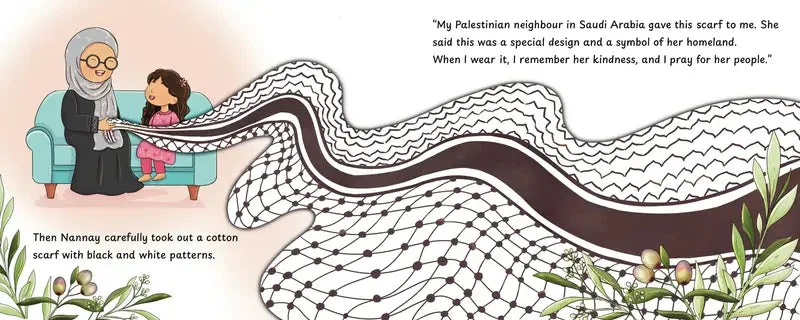 "My Palestinian neighbour in Saudi Arabia gave this scarf to me. She
said this was a special design and a symbol of her homeland.
When I wear it, I remember her kindness, and I pray for her people."
Then Nannay carefully took out a cotton
scarf with black and white patterns.